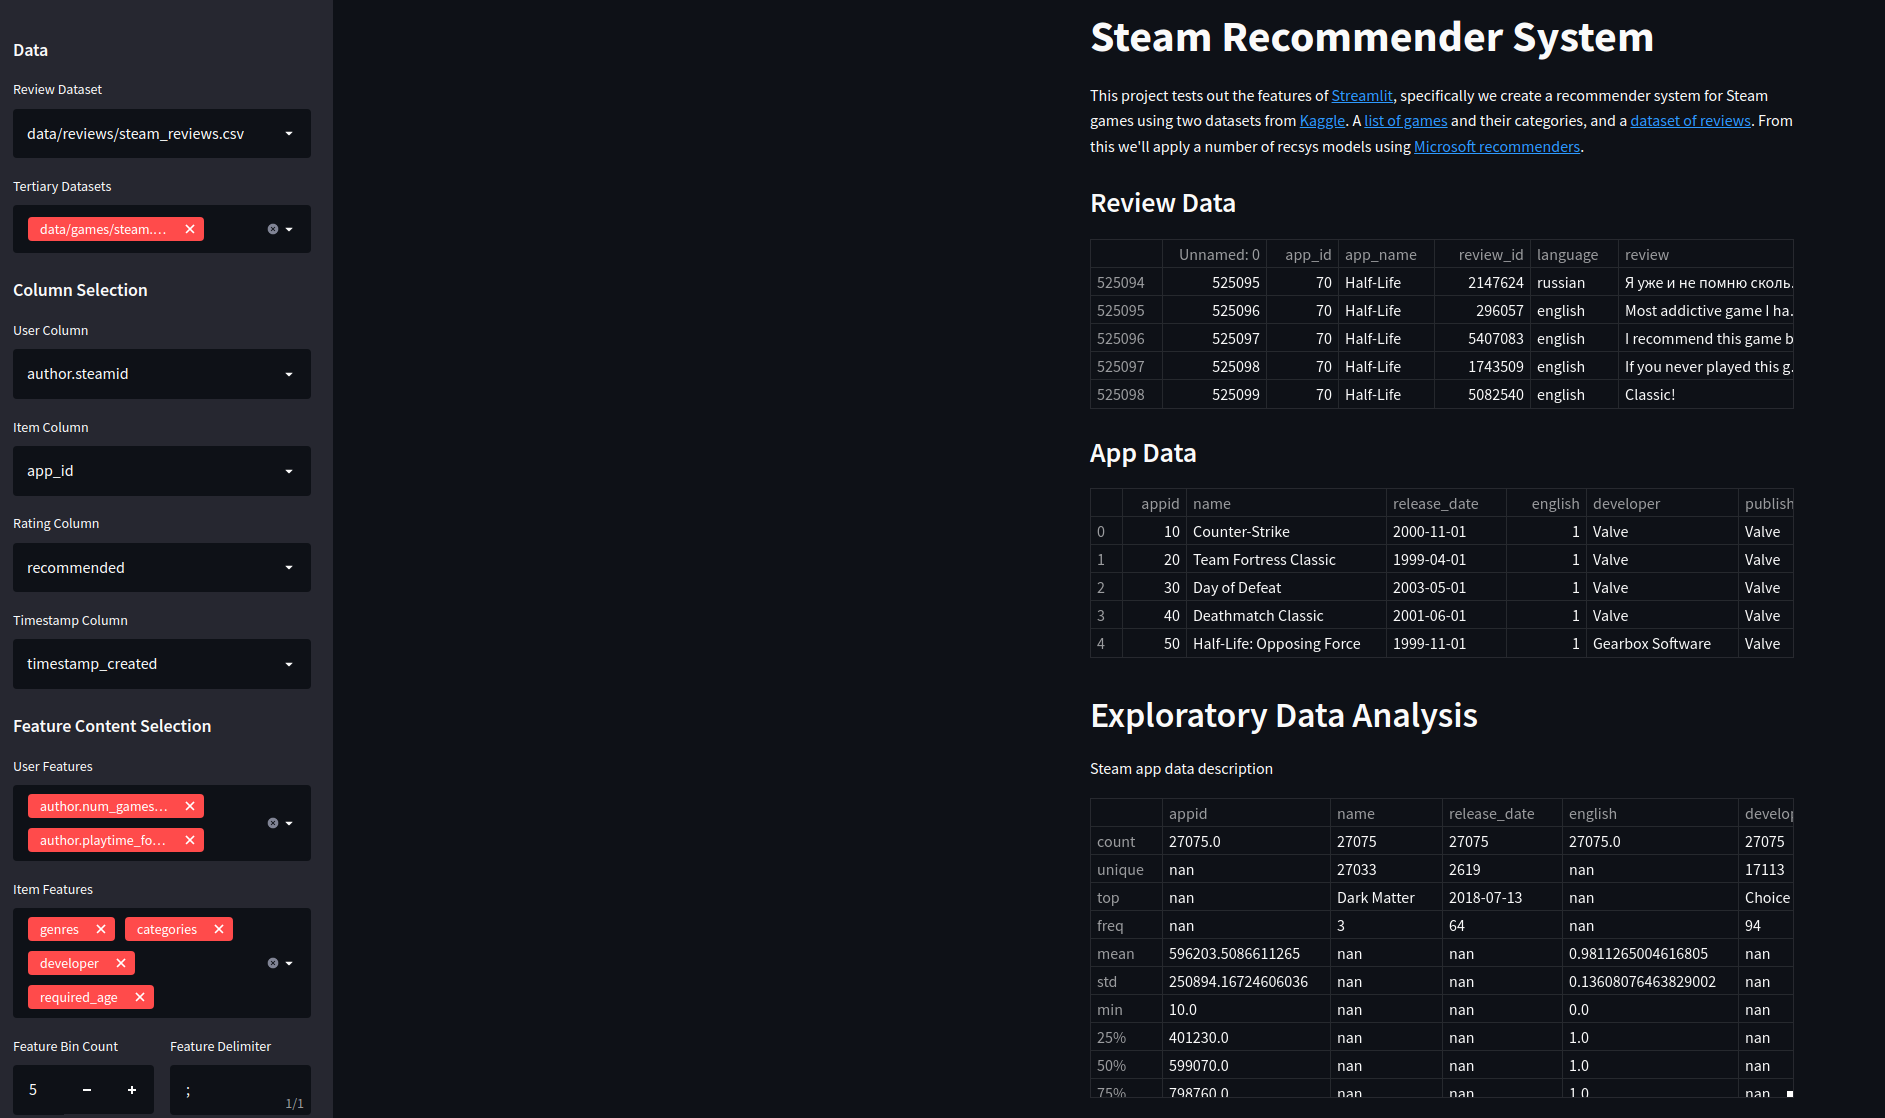 Data
Review Dataset
data/reviews/steam_reviews.csv
Tertiary Datasets
data/games/steam.…
Column Selection
User Column
author.steamid
Item Column
app_id
Rating Column
recommended
Timestamp Column
timestamp_created
Feature Content Selection
User Features
author.num_games…
author.playtime_fo…
Item Features
genres categories
developer
required_age
Feature Bin Count Feature Delimiter
5 − + ;
1/1
Steam Recommender System
This project tests out the features of Streamlit, specifically we create a recommender system for Steam
games using two datasets from Kaggle. A list of games and their categories, and a dataset of reviews. From
this we'll apply a number of recsys models using Microsoft recommenders.
Review Data
Unnamed: 0 app_id app_name review_id language review
525094 525095 70 Half-Life 2147624 russian Я уже и не помню сколь.
525095 525096 70 Half-Life 296057 english Most addictive game I ha.
525096 525097 70 Half-Life 5407083 english I recommend this game b
525097 525098 70 Half-Life 1743509 english If you never played this g.
525098 525099 70 Half-Life 5082540 english Classic!
App Data
appid name release_date english developer publish
0 10 Counter-Strike 2000-11-01 1 Valve Valve
1 20 Team Fortress Classic 1999-04-01 1 Valve Valve
2 30 Day of Defeat 2003-05-01 1 Valve Valve
3 40 Deathmatch Classic 2001-06-01 1 Valve Valve
4 50 Half-Life: Opposing Force 1999-11-01 1 Gearbox Software Valve
Exploratory Data Analysis
Steam app data description
appid name release_date english develop
count 27075.0 27075 27075 27075.0 27075
unique nan 27033 2619 nan 17113
top nan Dark Matter 2018-07-13 nan Choice
freq nan 3 64 nan 94
mean 596203.5086611265 nan nan 0.9811265004616805 nan
std 250894.16724606036 nan nan 0.13608076463829002 nan
min 10.0 nan nan 0.0 nan
25% 401230.0 nan nan 1.0 nan
50% 599070.0 nan nan 1.0 nan
75% 798760.0 nan nan 1.0 nan